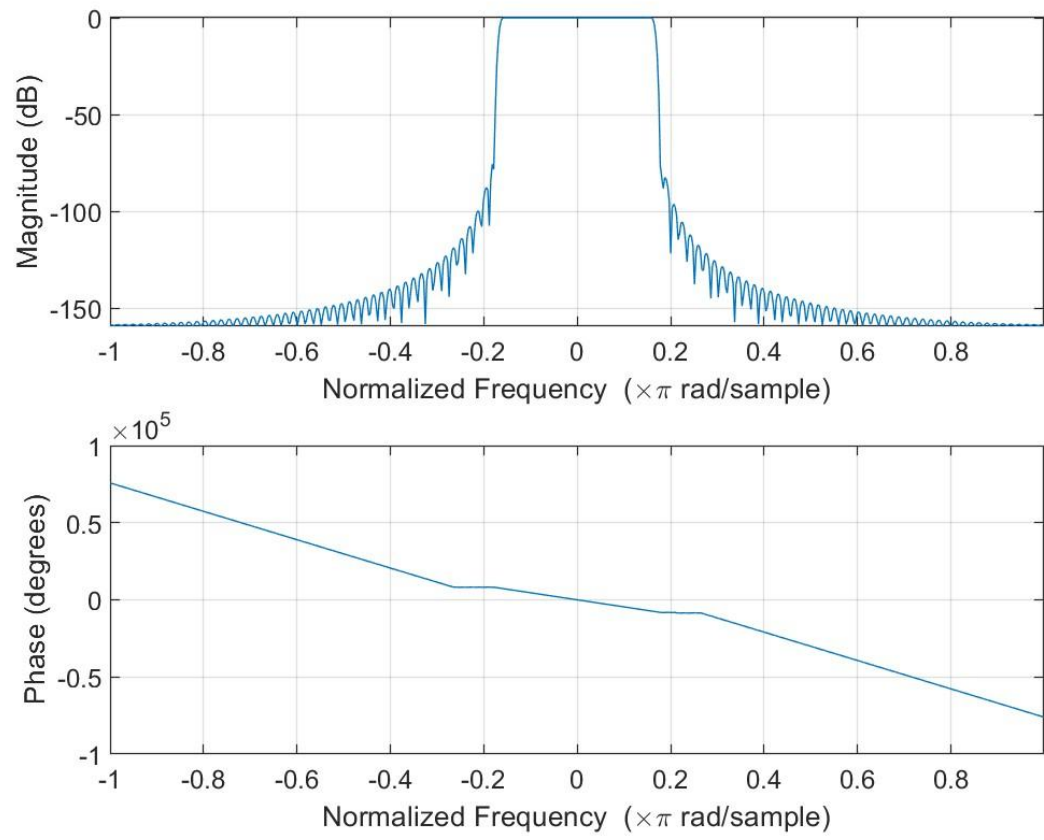 0
-50
-100
-150
Magnitude (dB)
-1 -0.8 -0.6 -0.4 -0.2 0 0.2 0.4 0.6 0.8
Normalized Frequency (×π rad/sample)
×10⁵
1
0.5
0
-0.5
-1
Phase (degrees)
-1 -0.8 -0.6 -0.4 -0.2 0 0.2 0.4 0.6 0.8
Normalized Frequency (×π rad/sample)